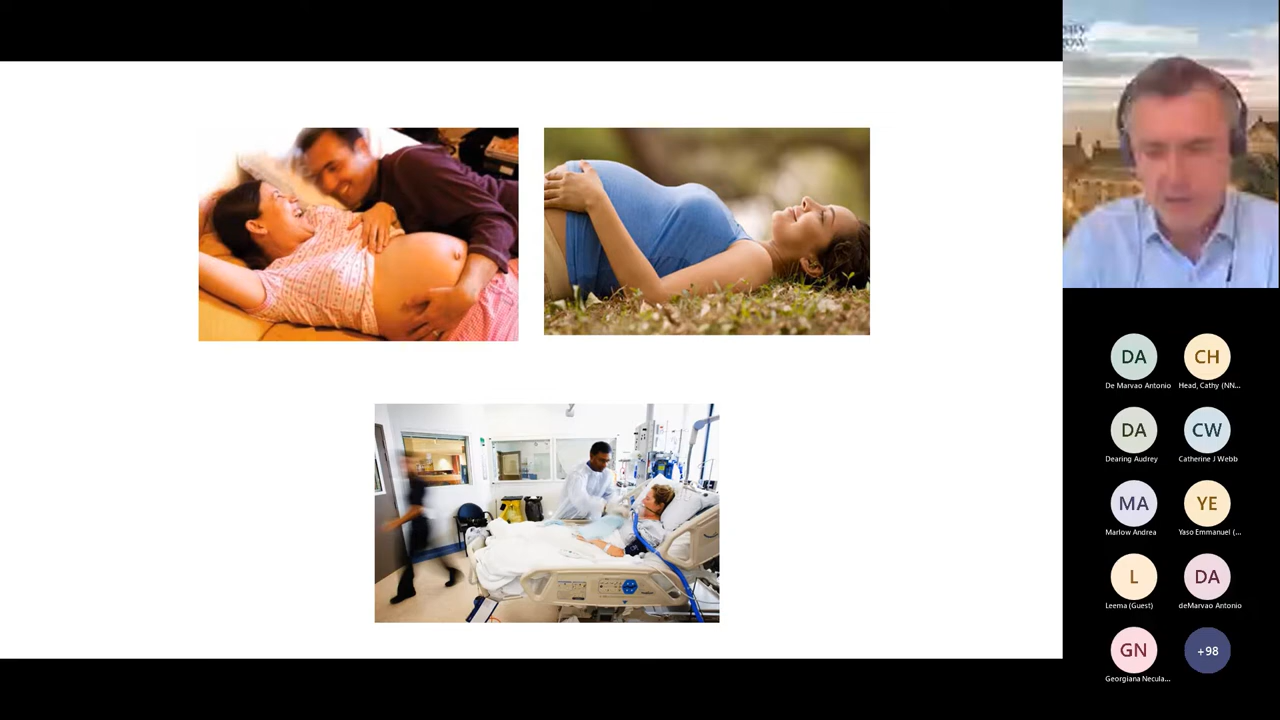 DA
CH
De Marvao Antonio
Head, Cathy (NN...
DA
CW
Dearing Audrey
Catherine J Webb
MA
YE
Marlow Andrea
Yaso Emmanuel (...
L
DA
Leema (Guest)
deMarvao Antonio
GN
+98
Georgiana Necula...